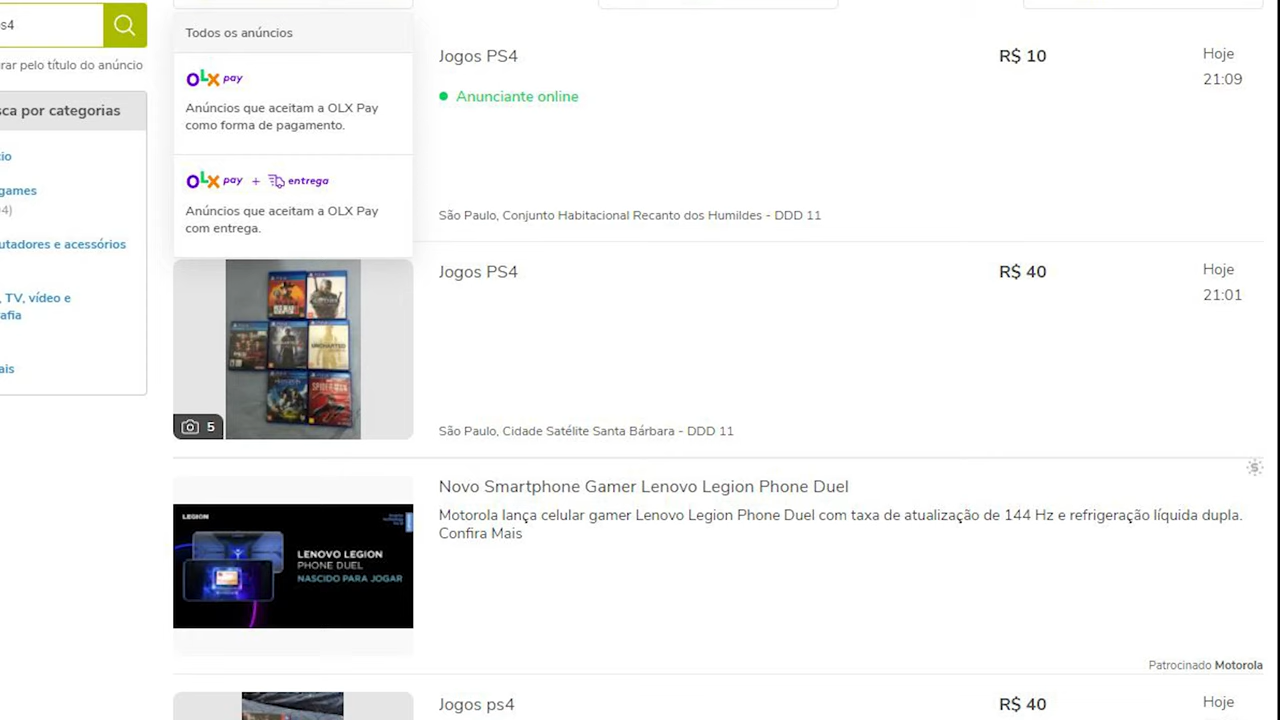 s4
rar pelo título do anúncio
sca por categorias
io
games
4)
utadores e acessórios
, TV, vídeo e
afia
ais
Todos os anúncios
OLX pay
Anúncios que aceitam a OLX Pay
como forma de pagamento.
OLX pay + entrega
Anúncios que aceitam a OLX Pay
com entrega.
Jogos PS4
R$ 10
Hoje
21:09
Anunciante online
São Paulo, Conjunto Habitacional Recanto dos Humildes - DDD 11
Jogos PS4
R$ 40
Hoje
21:01
UNCHARTED
SPIDER-MAN
5
São Paulo, Cidade Satélite Santa Bárbara - DDD 11
Novo Smartphone Gamer Lenovo Legion Phone Duel
Motorola lança celular gamer Lenovo Legion Phone Duel com taxa de atualização de 144 Hz e refrigeração líquida dupla.
Confira Mais
LEGION
LENOVO LEGION
PHONE DUEL
NASCIDO PARA JOGAR
Patrocinado Motorola
Jogos ps4
R$ 40
Hoje